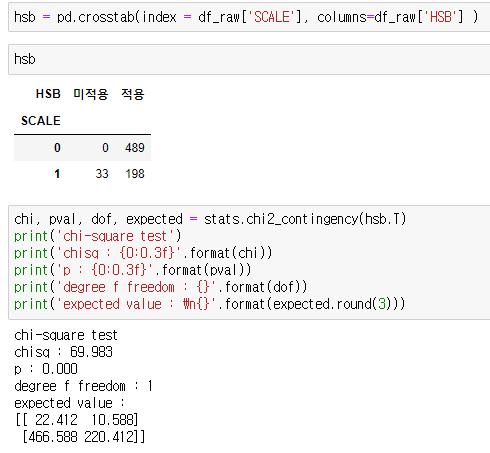 hsb = pd.crosstab(index = df_raw['SCALE'], columns=df_raw['HSB'] )
hsb
HSB 미적용 적용
SCALE
0 0 489
1 33 198
chi, pval, dof, expected = stats.chi2_contingency(hsb.T)
print('chi-square test')
print('chisq : {0:0.3f}'.format(chi))
print('p : {0:0.3f}'.format(pval))
print('degree f freedom : {}'.format(dof))
print('expected value : ₩n{}'.format(expected.round(3)))
chi-square test
chisq : 69.983
p : 0.000
degree f freedom : 1
expected value :
[[ 22.412 10.588]
[466.588 220.412]]